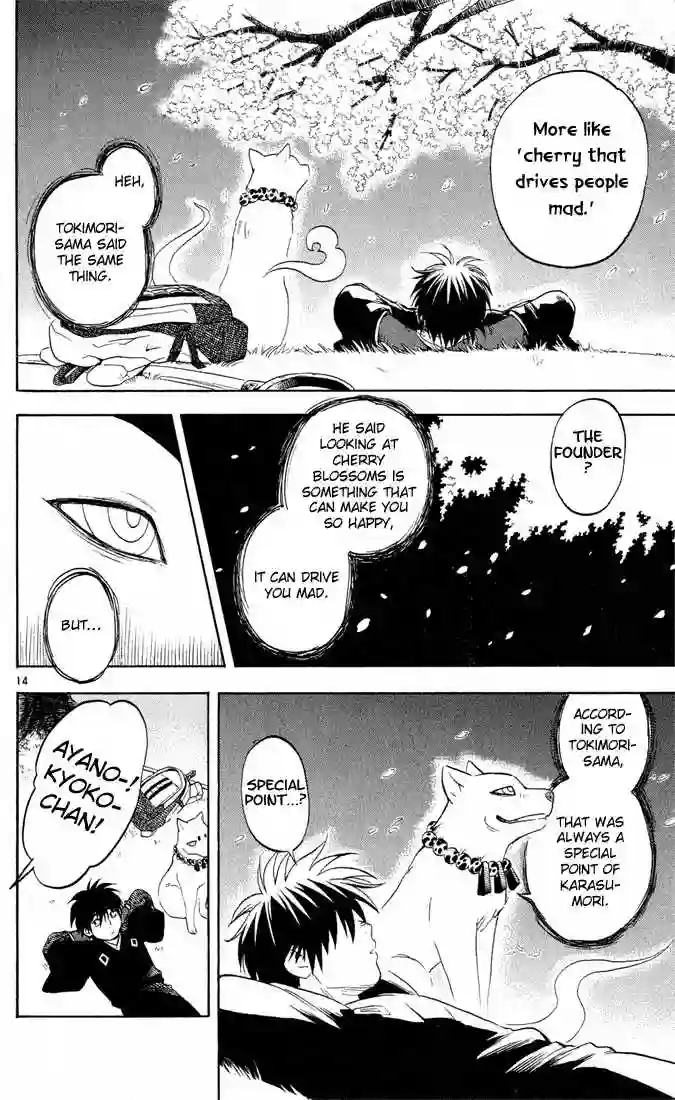 More like
'cherry that
drives people
mad.'
HEH,
TOKIMORI-
SAMA SAID
THE SAME
THING.
THE
FOUNDER
?
HE SAID
LOOKING AT
CHERRY
BLOSSOMS IS
SOMETHING THAT
CAN MAKE YOU
SO HAPPY,
IT CAN DRIVE
YOU MAD.
BUT...
14
ACCORD-
ING TO
TOKIMORI-
SAMA,
THAT WAS
ALWAYS A
SPECIAL
POINT OF
KARASU-
MORI.
SPECIAL
POINT...?
AYANO-!
KYOKO-
CHAN!